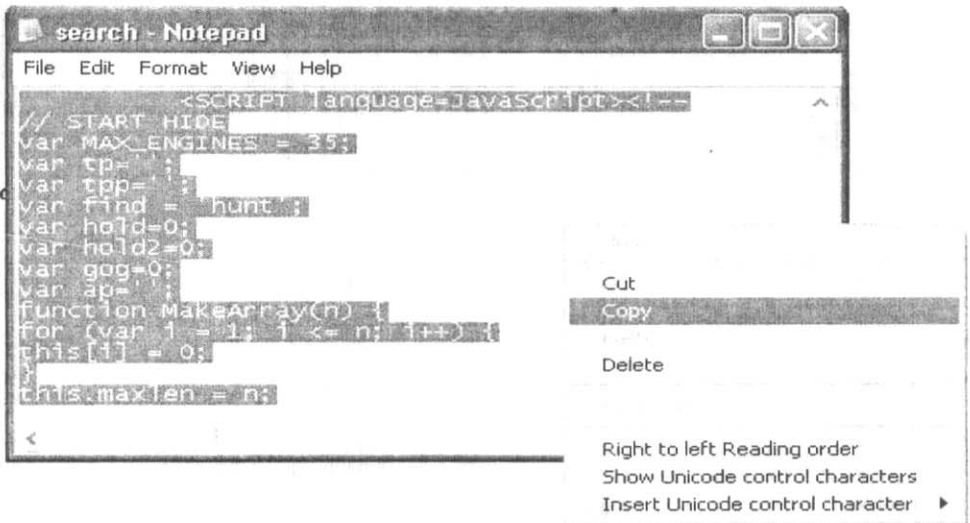 search - Notepad
File Edit Format View Help
<SCRIPT language=JavaScript><!--
// START HIDE
var MAX_ENGINES = 35;
var tp='';
var tpp='';
var find = 'hunt';
var hold=0;
var hold2=0;
var gog=0;
var ap='';
function MakeArray(n) {
for (var i = 1; i <= n; i++) {
this[i] = 0;
}
this.maxlen = n;
Cut
Copy
Delete
Right to left Reading order
Show Unicode control characters
Insert Unicode control character